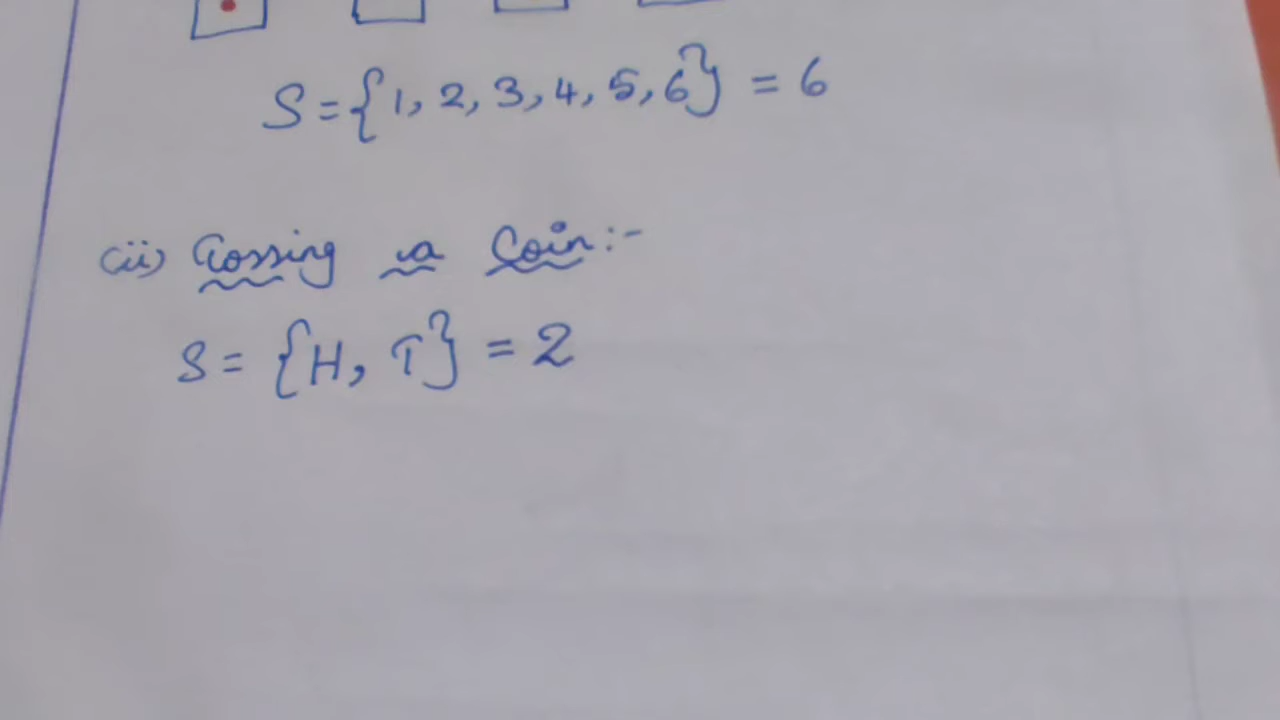 S = {1, 2, 3, 4, 5, 6} = 6
(ii) Tossing a Coin :-
S = {H, T} = 2